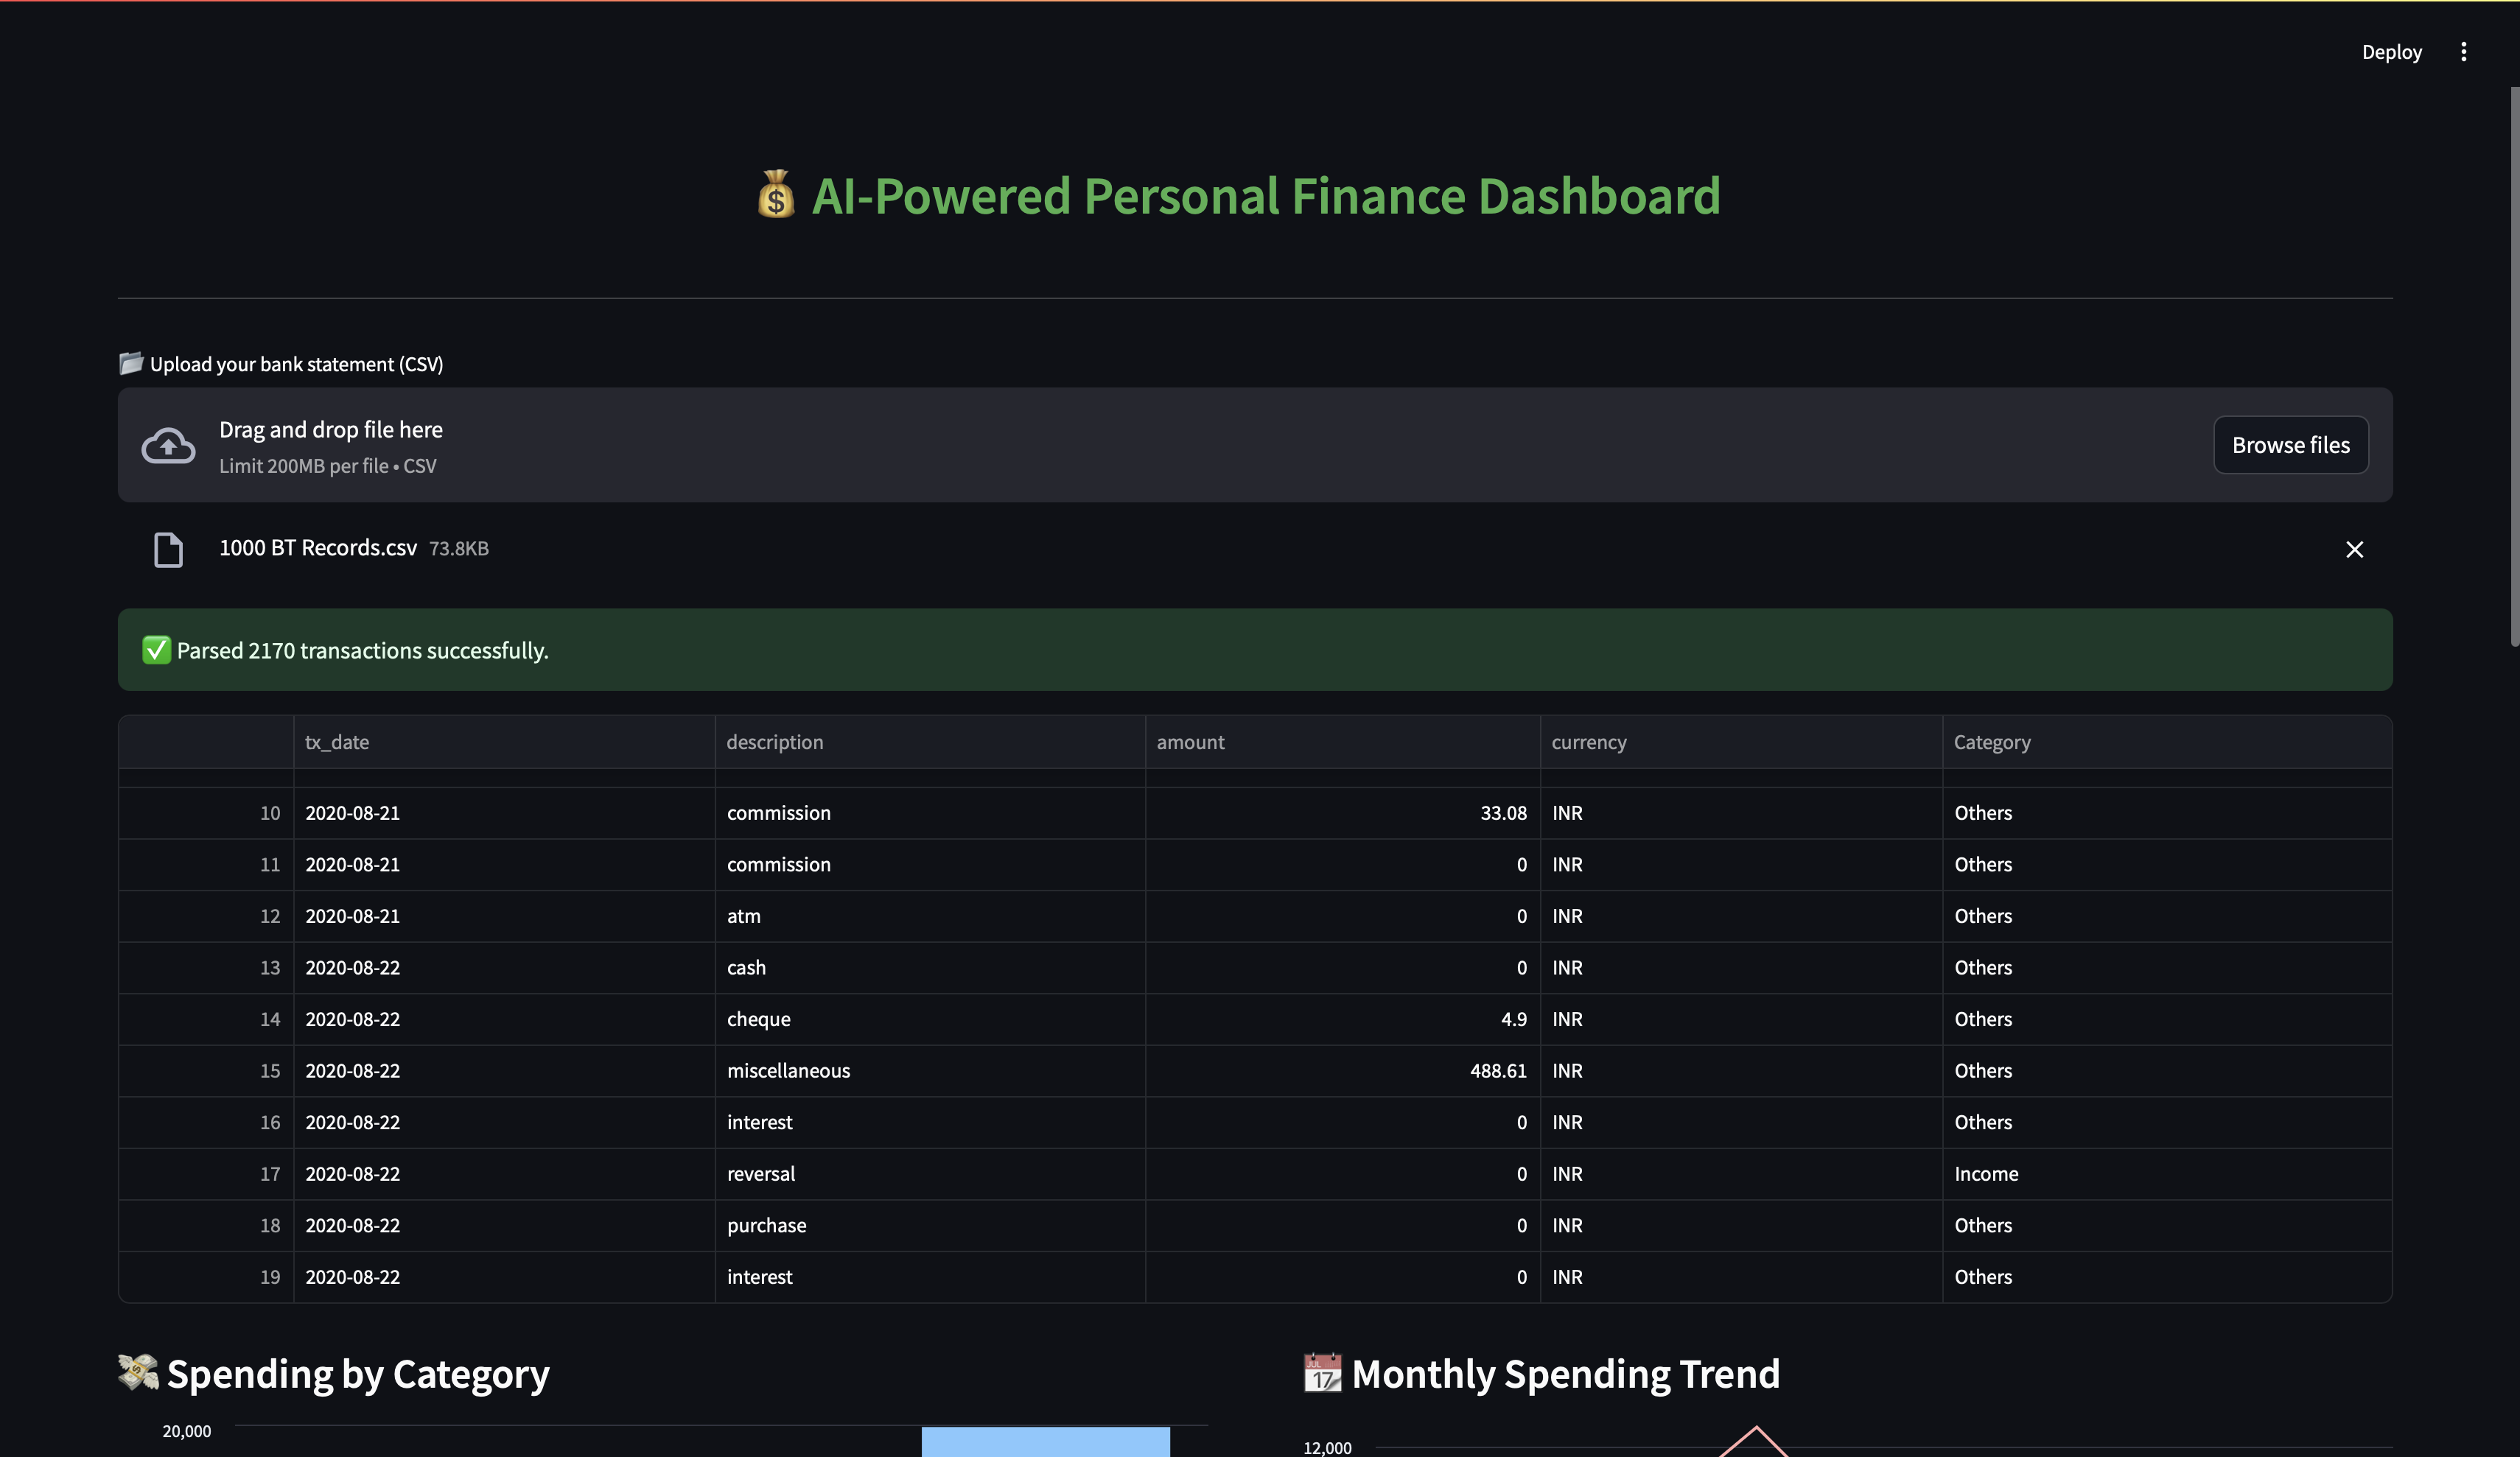 Deploy
AI-Powered Personal Finance Dashboard
Upload your bank statement (CSV)
Drag and drop file here
Limit 200MB per file • CSV
Browse files
1000 BT Records.csv 73.8KB
Parsed 2170 transactions successfully.
tx_date description amount currency Category
10 2020-08-21 commission 33.08 INR Others
11 2020-08-21 commission 0 INR Others
12 2020-08-21 atm 0 INR Others
13 2020-08-22 cash 0 INR Others
14 2020-08-22 cheque 4.9 INR Others
15 2020-08-22 miscellaneous 488.61 INR Others
16 2020-08-22 interest 0 INR Others
17 2020-08-22 reversal 0 INR Income
18 2020-08-22 purchase 0 INR Others
19 2020-08-22 interest 0 INR Others
Spending by Category
20,000
JUL
17
Monthly Spending Trend
12,000